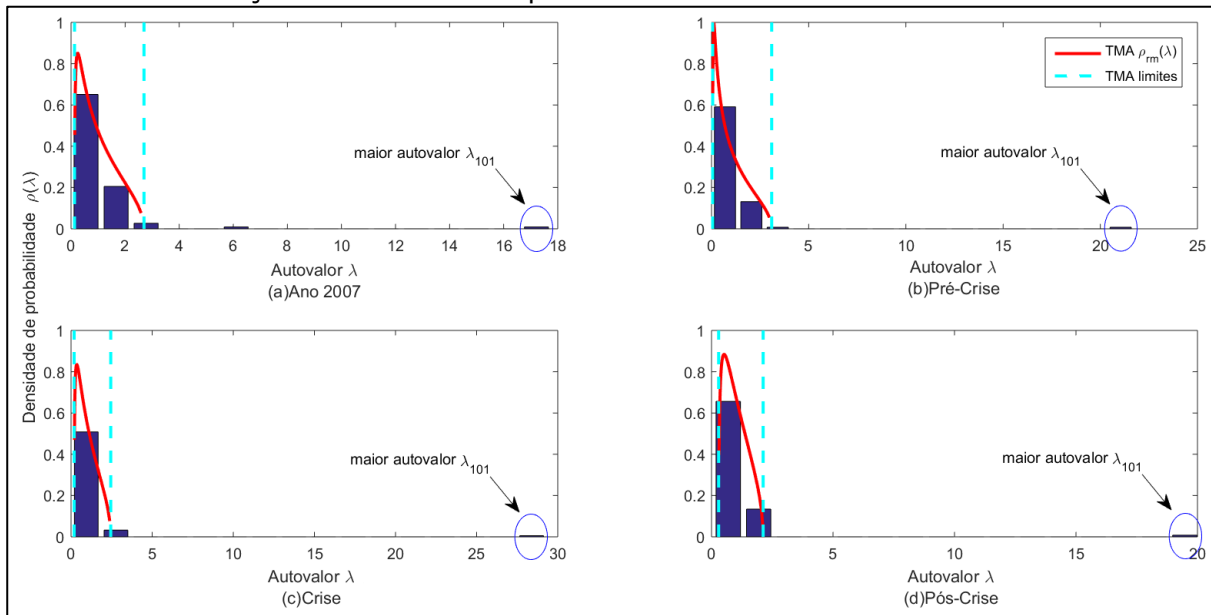 Densidade de probabilidade ρ(λ)
1
0.8
0.6
0.4
0.2
0
0 2 4 6 8 10 12 14 16 18
maior autovalor λ101
Autovalor λ
(a)Ano 2007
1
0.8
0.6
0.4
0.2
0
0 5 10 15 20 25
TMA ρrm(λ)
TMA limites
maior autovalor λ101
Autovalor λ
(b)Pré-Crise
1
0.8
0.6
0.4
0.2
0
0 5 10 15 20 25 30
maior autovalor λ101
Autovalor λ
(c)Crise
1
0.8
0.6
0.4
0.2
0
0 5 10 15 20
maior autovalor λ101
Autovalor λ
(d)Pós-Crise